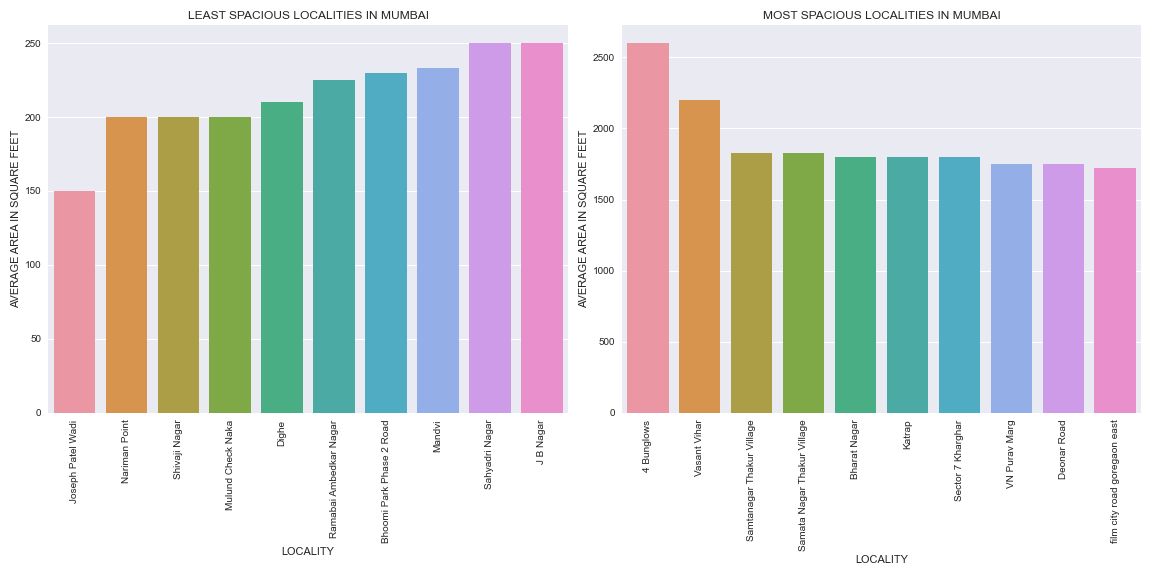 LEAST SPACIOUS LOCALITIES IN MUMBAI
AVERAGE AREA IN SQUARE FEET
250
200
150
100
50
0
Joseph Patel Wadi
Nariman Point
Shivaji Nagar
Mulund Check Naka
Dighe
Ramabai Ambedkar Nagar
Bhoomi Park Phase 2 Road
Mandvi
Sahyadri Nagar
J B Nagar
LOCALITY
MOST SPACIOUS LOCALITIES IN MUMBAI
AVERAGE AREA IN SQUARE FEET
2500
2000
1500
1000
500
0
4 Bunglows
Vasant Vihar
Samtanagar Thakur Village
Samata Nagar Thakur Village
Bharat Nagar
Katrap
Sector 7 Kharghar
VN Purav Marg
Deonar Road
film city road goregaon east
LOCALITY